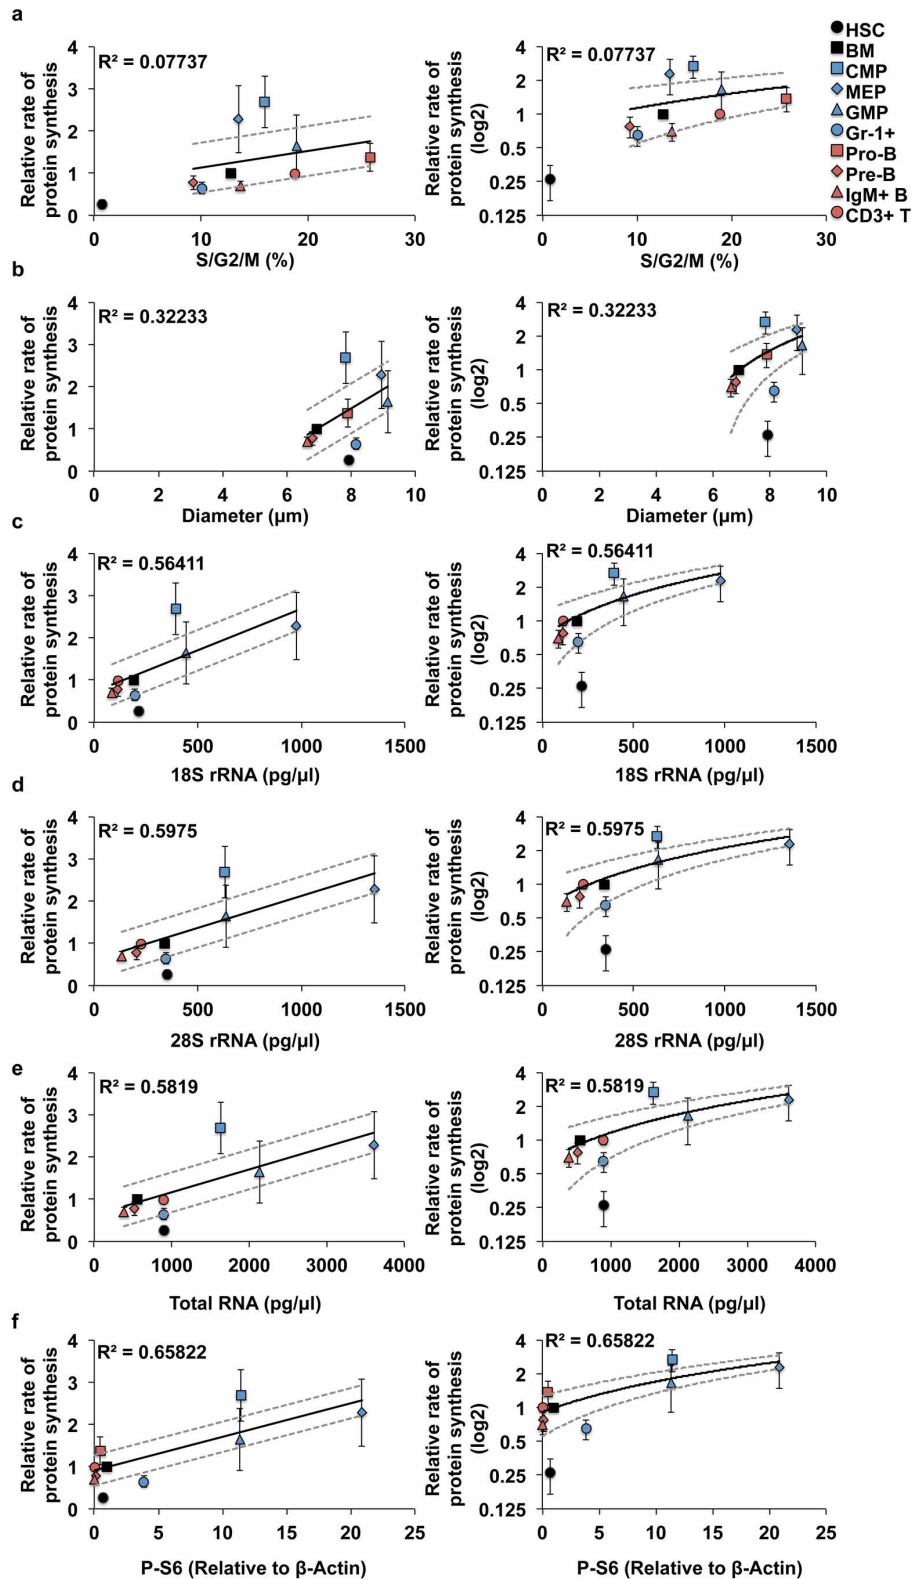 a
R² = 0.07737
Relative rate of
protein synthesis
4
3
2
1
0
0
10
20
30
S/G2/M (%)
R² = 0.07737
Relative rate of
protein synthesis
(log2)
4
2
1
0.5
0.25
0.125
0
10
20
30
S/G2/M (%)
HSC
BM
CMP
MEP
GMP
Gr-1+
Pro-B
Pre-B
IgM+ B
CD3+ T
b
R² = 0.32233
Relative rate of
protein synthesis
4
3
2
1
0
0
2
4
6
8
10
Diameter (µm)
R² = 0.32233
Relative rate of
protein synthesis
(log2)
4
2
1
0.5
0.25
0.125
0
2
4
6
8
10
Diameter (µm)
c
R² = 0.56411
Relative rate of
protein synthesis
4
3
2
1
0
0
500
1000
1500
18S rRNA (pg/µl)
R² = 0.56411
Relative rate of
protein synthesis
(log2)
4
2
1
0.5
0.25
0.125
0
500
1000
1500
18S rRNA (pg/µl)
d
R² = 0.5975
Relative rate of
protein synthesis
4
3
2
1
0
0
500
1000
1500
28S rRNA (pg/µl)
R² = 0.5975
Relative rate of
protein synthesis
(log2)
4
2
1
0.5
0.25
0.125
0
500
1000
1500
28S rRNA (pg/µl)
e
R² = 0.5819
Relative rate of
protein synthesis
4
3
2
1
0
0
1000
2000
3000
4000
Total RNA (pg/µl)
R² = 0.5819
Relative rate of
protein synthesis
(log2)
4
2
1
0.5
0.25
0.125
0
1000
2000
3000
4000
Total RNA (pg/µl)
f
R² = 0.65822
Relative rate of
protein synthesis
4
3
2
1
0
0
5
10
15
20
25
P-S6 (Relative to β-Actin)
R² = 0.65822
Relative rate of
protein synthesis
(log2)
4
2
1
0.5
0.25
0.125
0
5
10
15
20
25
P-S6 (Relative to β-Actin)